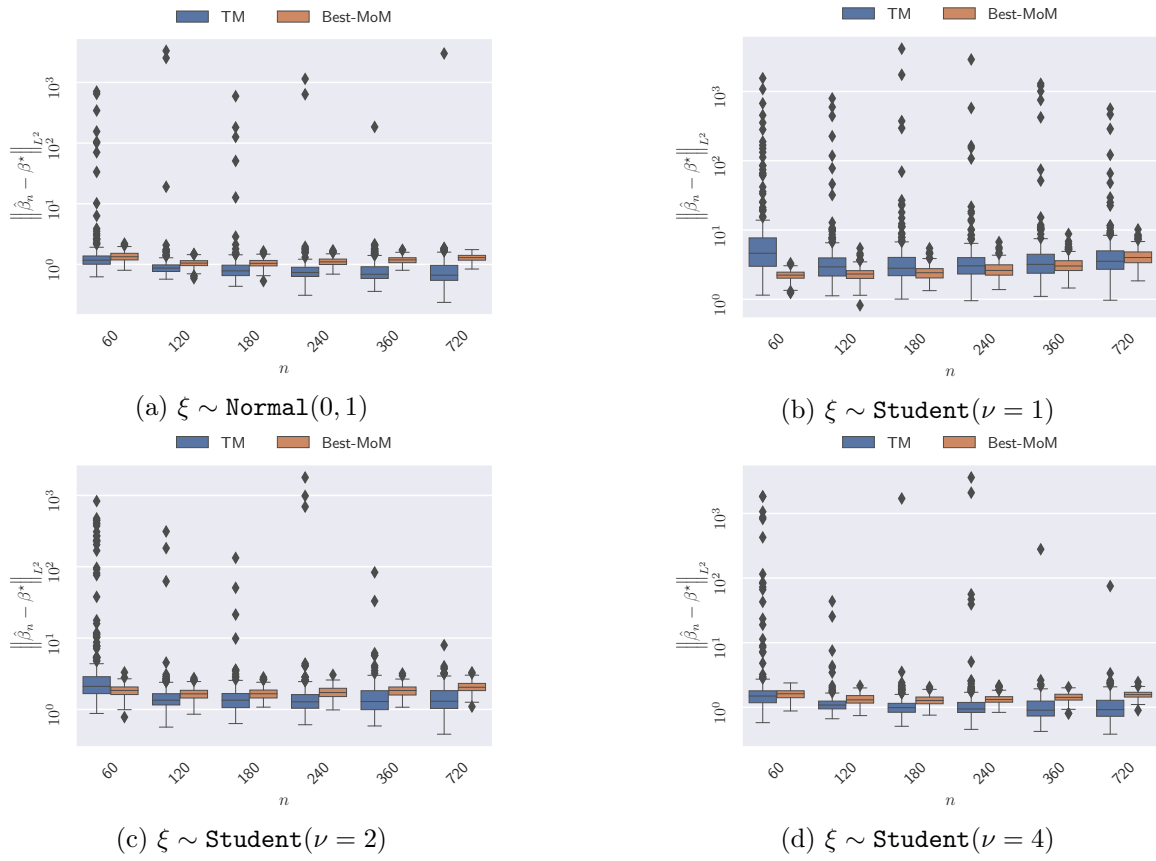 TM Best-MoM
10^3
10^2
10^1
10^0
||β̂_n − β*||_{L^2}
60 120 180 240 360 720
n
(a) ξ ∼ Normal(0, 1)
TM Best-MoM
10^3
10^2
10^1
10^0
||β̂_n − β*||_{L^2}
60 120 180 240 360 720
n
(b) ξ ∼ Student(ν = 1)
TM Best-MoM
10^3
10^2
10^1
10^0
||β̂_n − β*||_{L^2}
60 120 180 240 360 720
n
(c) ξ ∼ Student(ν = 2)
TM Best-MoM
10^3
10^2
10^1
10^0
||β̂_n − β*||_{L^2}
60 120 180 240 360 720
n
(d) ξ ∼ Student(ν = 4)